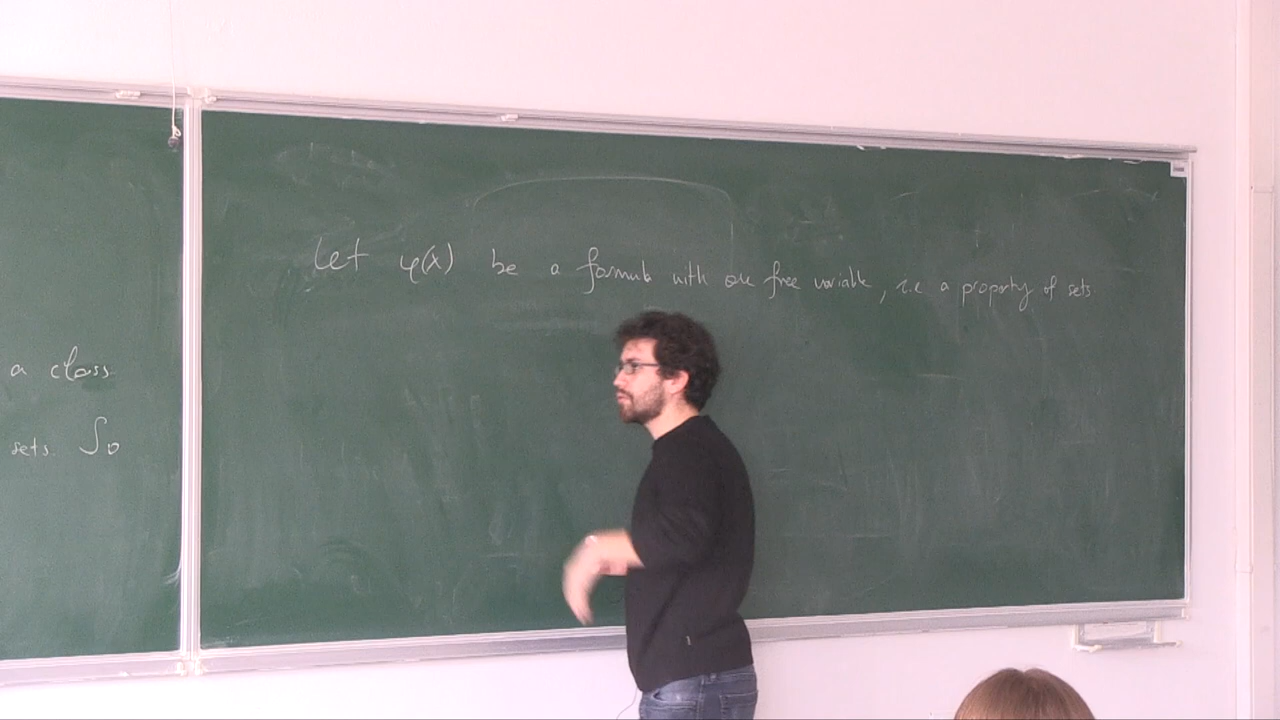 a class
sets. So
Let φ(x) be a formula with one free variable, i.e a property of sets